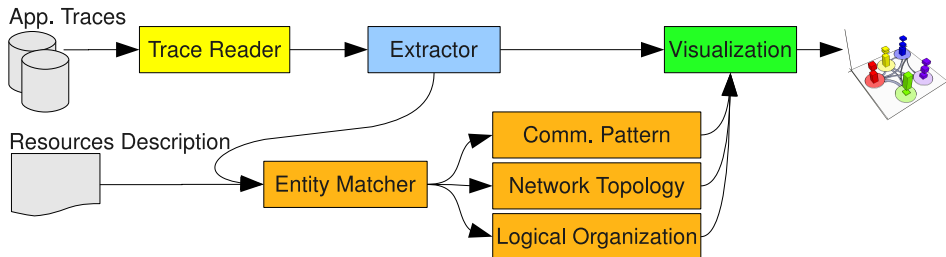 App. Traces
Trace Reader
Extractor
Visualization
Resources Description
Comm. Pattern
Entity Matcher
Network Topology
Logical Organization